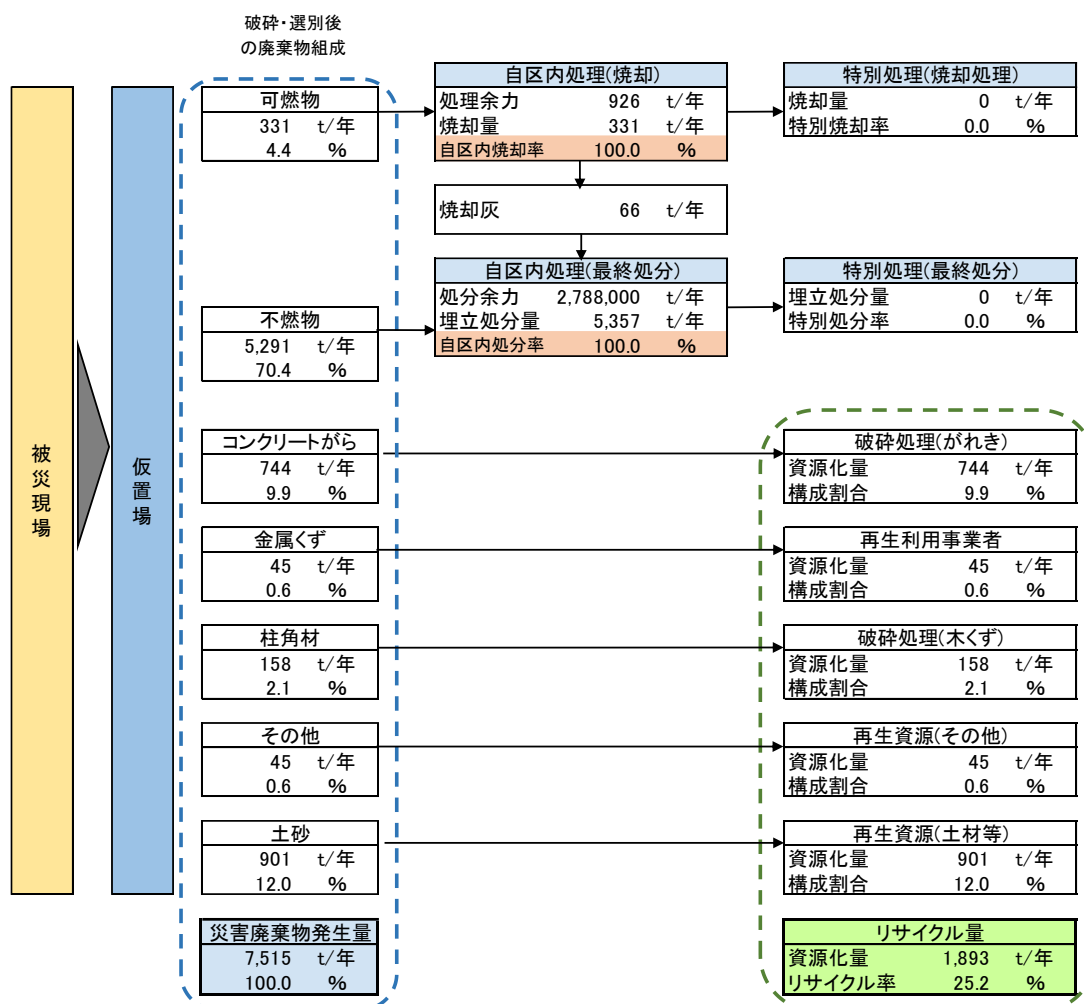 破砕・選別後
の廃棄物組成
被災現場
仮置場
可燃物
331 t/年
4.4 %
自区内処理(焼却)
処理余力 926 t/年
焼却量 331 t/年
自区内焼却率 100.0 %
特別処理(焼却処理)
焼却量 0 t/年
特別焼却率 0.0 %
焼却灰 66 t/年
不燃物
5,291 t/年
70.4 %
自区内処理(最終処分)
処分余力 2,788,000 t/年
埋立処分量 5,357 t/年
自区内処分率 100.0 %
特別処理(最終処分)
埋立処分量 0 t/年
特別処分率 0.0 %
コンクリートがら
744 t/年
9.9 %
破砕処理(がれき)
資源化量 744 t/年
構成割合 9.9 %
金属くず
45 t/年
0.6 %
再生利用事業者
資源化量 45 t/年
構成割合 0.6 %
柱角材
158 t/年
2.1 %
破砕処理(木くず)
資源化量 158 t/年
構成割合 2.1 %
その他
45 t/年
0.6 %
再生資源(その他)
資源化量 45 t/年
構成割合 0.6 %
土砂
901 t/年
12.0 %
再生資源(土材等)
資源化量 901 t/年
構成割合 12.0 %
災害廃棄物発生量
7,515 t/年
100.0 %
リサイクル量
資源化量 1,893 t/年
リサイクル率 25.2 %